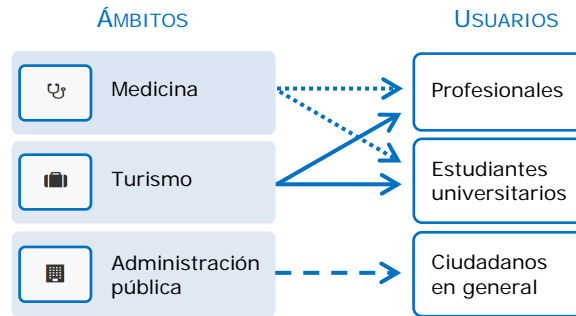 ÁMBITOS
USUARIOS
Medicina
Profesionales
Turismo
Estudiantes
universitarios
Administración
pública
Ciudadanos
en general